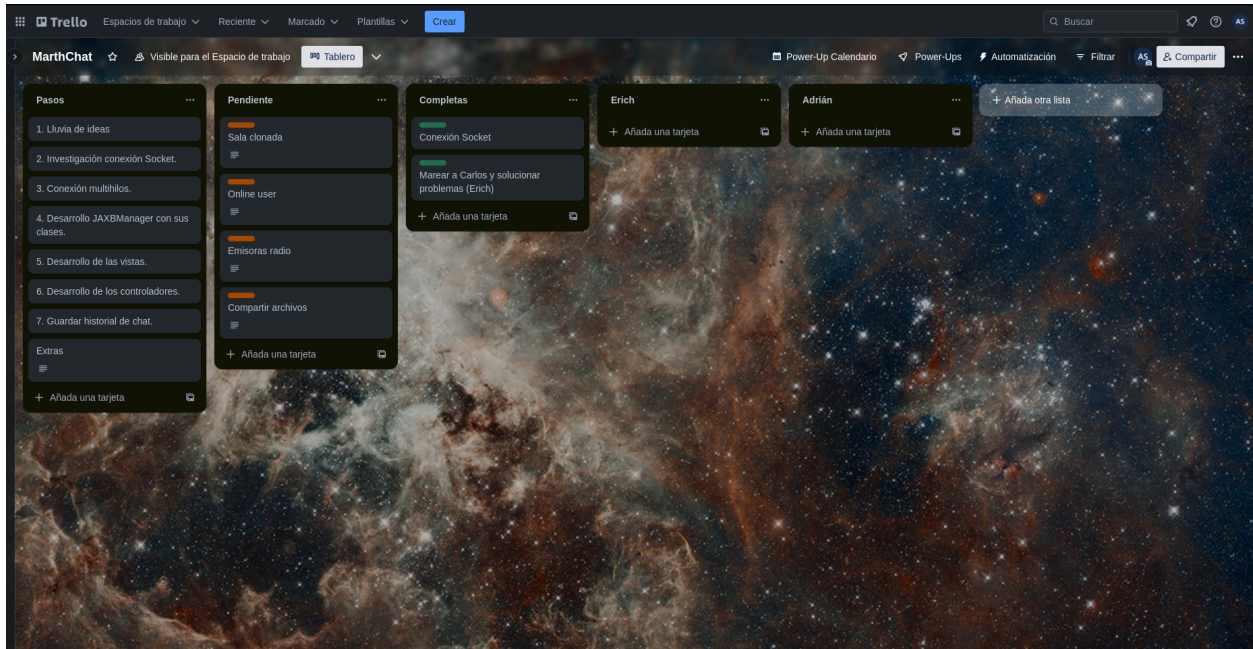 Trello
Espacios de trabajo
Reciente
Marcado
Plantillas
Crear
Buscar
AS
MarthChat
Visible para el Espacio de trabajo
Tablero
Power-Up Calendario
Power-Ups
Automatización
Filtrar
AS
Compartir
Pasos
1. Lluvia de ideas
2. Investigación conexión Socket.
3. Conexión multihilos.
4. Desarrollo JAXBManager con sus
clases.
5. Desarrollo de las vistas.
6. Desarrollo de los controladores.
7. Guardar historial de chat.
Extras
+ Añada una tarjeta
Pendiente
Sala clonada
Online user
Emisoras radio
Compartir archivos
+ Añada una tarjeta
Completas
Conexión Socket
Marear a Carlos y solucionar
problemas (Erich)
+ Añada una tarjeta
Erich
+ Añada una tarjeta
Adrián
+ Añada una tarjeta
+ Añada otra lista